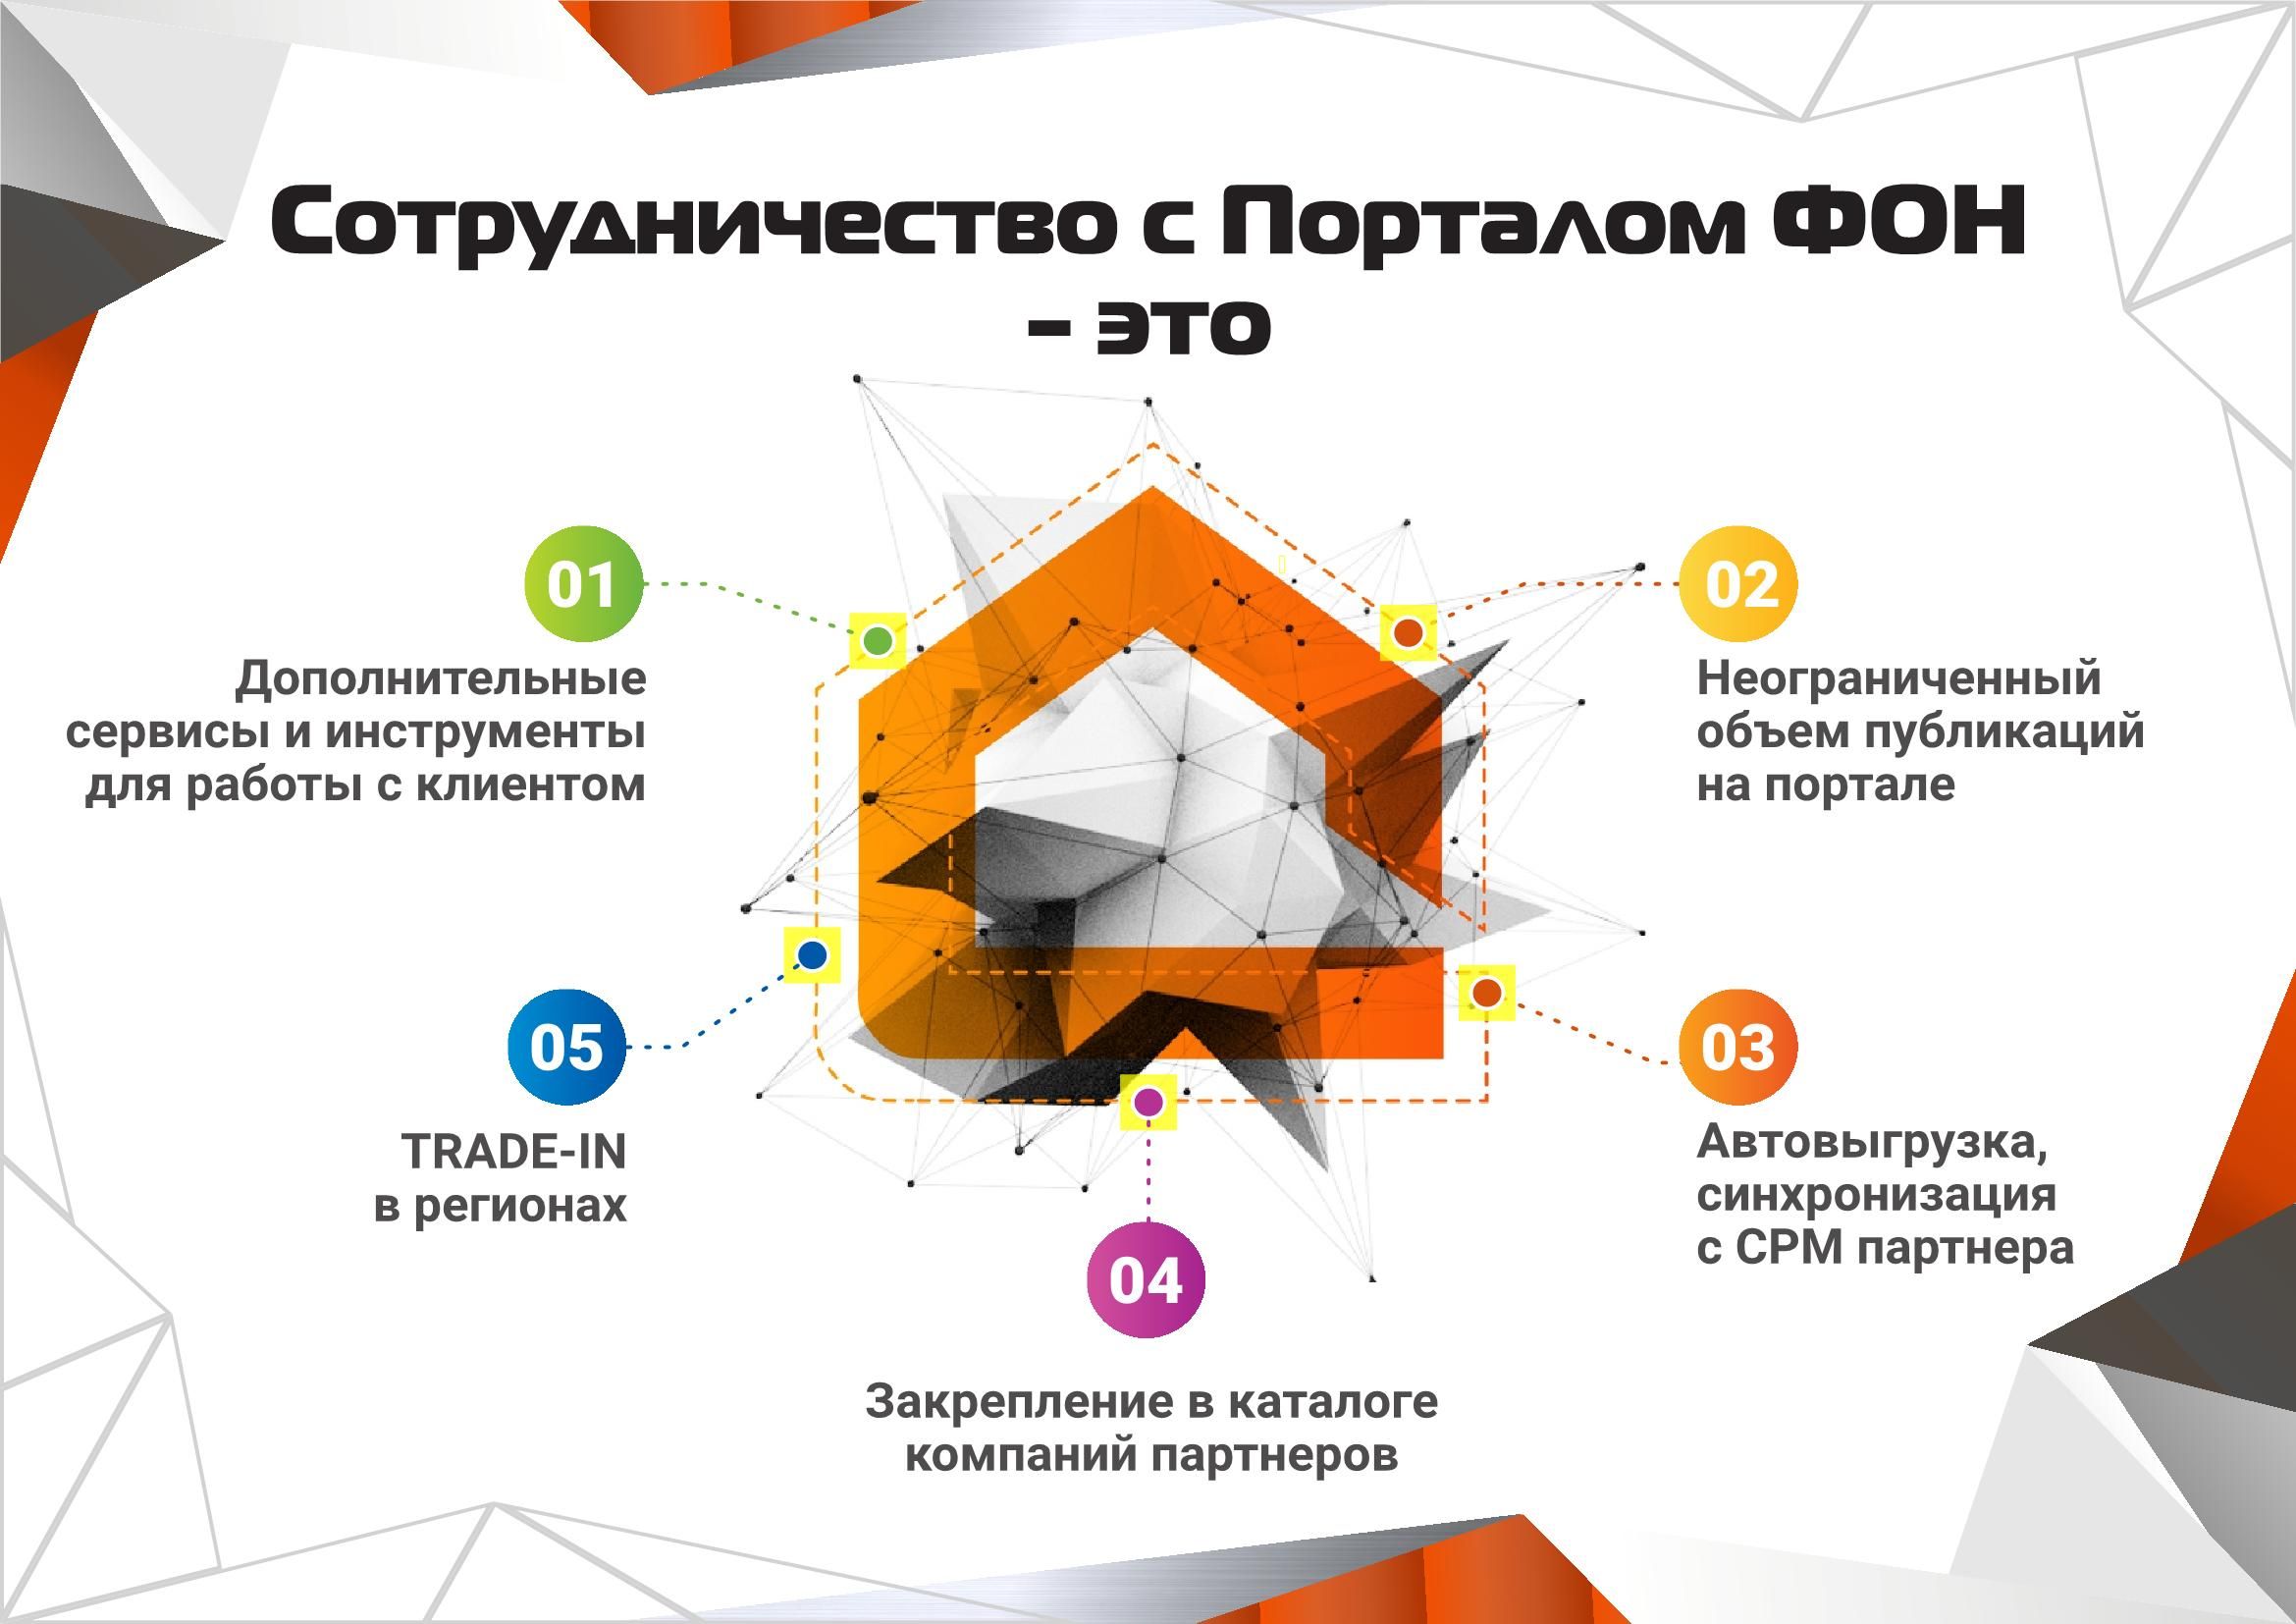 Сотрудничество с Порталом ФОН
– это
01
Дополнительные
сервисы и инструменты
для работы с клиентом
02
Неограниченный
объем публикаций
на портале
03
Автовыгрузка,
синхронизация
с СРМ партнера
04
Закрепление в каталоге
компаний партнеров
05
TRADE-IN
в регионах